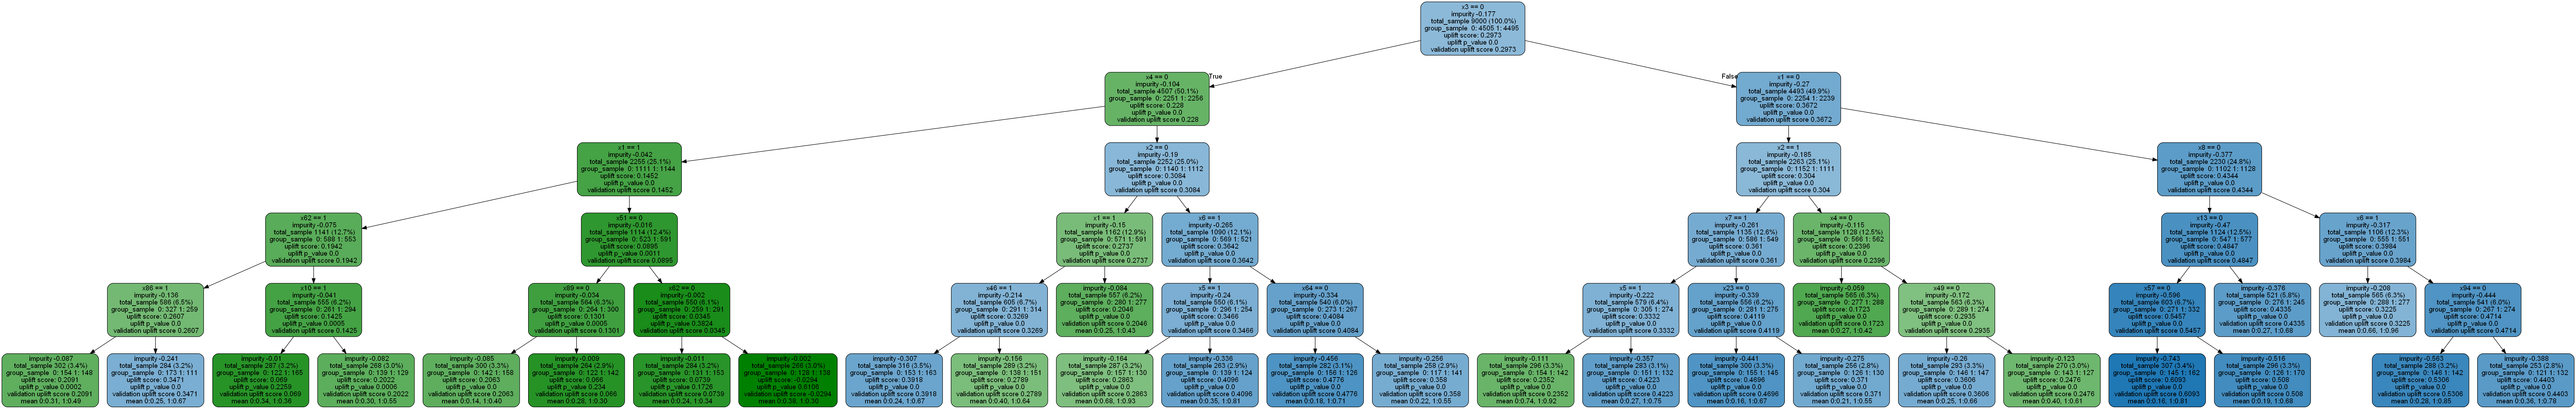 x3 == 0
impurity -0.177
total_sample 9000 (100.0%)
group_sample 0: 4505 1: 4495
uplift score: 0.2973
uplift p_value 0.0
validation uplift score 0.2973
True
False
x4 == 0
impurity -0.104
total_sample 4507 (50.1%)
group_sample 0: 2251 1: 2256
uplift score: 0.228
uplift p_value 0.0
validation uplift score 0.228
x1 == 0
impurity -0.27
total_sample 4493 (49.9%)
group_sample 0: 2254 1: 2239
uplift score: 0.3672
uplift p_value 0.0
validation uplift score 0.3672
x1 == 1
impurity -0.042
total_sample 2255 (25.1%)
group_sample 0: 1111 1: 1144
uplift score: 0.1452
uplift p_value 0.0
validation uplift score 0.1452
x2 == 0
impurity -0.19
total_sample 2252 (25.0%)
group_sample 0: 1140 1: 1112
uplift score: 0.3084
uplift p_value 0.0
validation uplift score 0.3084
x2 == 1
impurity -0.185
total_sample 2263 (25.1%)
group_sample 0: 1152 1: 1111
uplift score: 0.304
uplift p_value 0.0
validation uplift score 0.304
x8 == 0
impurity -0.377
total_sample 2230 (24.8%)
group_sample 0: 1102 1: 1128
uplift score: 0.4344
uplift p_value 0.0
validation uplift score 0.4344
x62 == 1
impurity -0.075
total_sample 1141 (12.7%)
group_sample 0: 588 1: 553
uplift score: 0.1942
uplift p_value 0.0
validation uplift score 0.1942
x51 == 0
impurity -0.016
total_sample 1114 (12.4%)
group_sample 0: 523 1: 591
uplift score: 0.0895
uplift p_value 0.0011
validation uplift score 0.0895
x1 == 1
impurity -0.15
total_sample 1162 (12.9%)
group_sample 0: 571 1: 591
uplift score: 0.2737
uplift p_value 0.0
validation uplift score 0.2737
x6 == 1
impurity -0.265
total_sample 1090 (12.1%)
group_sample 0: 569 1: 521
uplift score: 0.3642
uplift p_value 0.0
validation uplift score 0.3642
x7 == 1
impurity -0.261
total_sample 1135 (12.6%)
group_sample 0: 586 1: 549
uplift score: 0.361
uplift p_value 0.0
validation uplift score 0.361
x4 == 0
impurity -0.115
total_sample 1128 (12.5%)
group_sample 0: 566 1: 562
uplift score: 0.2396
uplift p_value 0.0
validation uplift score 0.2396
x13 == 0
impurity -0.47
total_sample 1124 (12.5%)
group_sample 0: 547 1: 577
uplift score: 0.4847
uplift p_value 0.0
validation uplift score 0.4847
x6 == 1
impurity -0.317
total_sample 1106 (12.3%)
group_sample 0: 555 1: 551
uplift score: 0.3984
uplift p_value 0.0
validation uplift score 0.3984
x86 == 1
impurity -0.136
total_sample 586 (6.5%)
group_sample 0: 327 1: 259
uplift score: 0.2607
uplift p_value 0.0
validation uplift score 0.2607
x10 == 1
impurity -0.041
total_sample 555 (6.2%)
group_sample 0: 261 1: 294
uplift score: 0.1425
uplift p_value 0.0005
validation uplift score 0.1425
x89 == 0
impurity -0.034
total_sample 564 (6.3%)
group_sample 0: 264 1: 300
uplift score: 0.1301
uplift p_value 0.0005
validation uplift score 0.1301
x62 == 0
impurity -0.002
total_sample 550 (6.1%)
group_sample 0: 259 1: 291
uplift score: 0.0345
uplift p_value 0.3824
validation uplift score 0.0345
x46 == 1
impurity -0.214
total_sample 605 (6.7%)
group_sample 0: 291 1: 314
uplift score: 0.3269
uplift p_value 0.0
validation uplift score 0.3269
impurity -0.084
total_sample 557 (6.2%)
group_sample 0: 280 1: 277
uplift score: 0.2046
uplift p_value 0.0
validation uplift score 0.2046
mean 0:0.25, 1:0.43
x5 == 1
impurity -0.24
total_sample 550 (6.1%)
group_sample 0: 296 1: 254
uplift score: 0.3466
uplift p_value 0.0
validation uplift score 0.3466
x64 == 0
impurity -0.334
total_sample 540 (6.0%)
group_sample 0: 273 1: 267
uplift score: 0.4084
uplift p_value 0.0
validation uplift score 0.4084
x5 == 1
impurity -0.222
total_sample 579 (6.4%)
group_sample 0: 305 1: 274
uplift score: 0.3332
uplift p_value 0.0
validation uplift score 0.3332
x23 == 0
impurity -0.339
total_sample 556 (6.2%)
group_sample 0: 281 1: 275
uplift score: 0.4119
uplift p_value 0.0
validation uplift score 0.4119
impurity -0.059
total_sample 565 (6.3%)
group_sample 0: 277 1: 288
uplift score: 0.1723
uplift p_value 0.0
validation uplift score 0.1723
mean 0:0.27, 1:0.42
x49 == 0
impurity -0.172
total_sample 563 (6.3%)
group_sample 0: 289 1: 274
uplift score: 0.2935
uplift p_value 0.0
validation uplift score 0.2935
x57 == 0
impurity -0.596
total_sample 603 (6.7%)
group_sample 0: 271 1: 332
uplift score: 0.5457
uplift p_value 0.0
validation uplift score 0.5457
impurity -0.376
total_sample 521 (5.8%)
group_sample 0: 276 1: 245
uplift score: 0.4335
uplift p_value 0.0
validation uplift score 0.4335
mean 0:0.27, 1:0.68
impurity -0.208
total_sample 565 (6.3%)
group_sample 0: 288 1: 277
uplift score: 0.3225
uplift p_value 0.0
validation uplift score 0.3225
mean 0:0.66, 1:0.96
x94 == 0
impurity -0.444
total_sample 541 (6.0%)
group_sample 0: 267 1: 274
uplift score: 0.4714
uplift p_value 0.0
validation uplift score 0.4714
impurity -0.087
total_sample 302 (3.4%)
group_sample 0: 154 1: 148
uplift score: 0.2091
uplift p_value 0.0002
validation uplift score 0.2091
mean 0:0.31, 1:0.49
impurity -0.241
total_sample 284 (3.2%)
group_sample 0: 173 1: 111
uplift score: 0.3471
uplift p_value 0.0
validation uplift score 0.3471
mean 0:0.25, 1:0.67
impurity -0.01
total_sample 287 (3.2%)
group_sample 0: 122 1: 165
uplift score: 0.069
uplift p_value 0.2259
validation uplift score 0.069
mean 0:0.34, 1:0.36
impurity -0.082
total_sample 268 (3.0%)
group_sample 0: 139 1: 129
uplift score: 0.2022
uplift p_value 0.0006
validation uplift score 0.2022
mean 0:0.30, 1:0.55
impurity -0.085
total_sample 300 (3.3%)
group_sample 0: 142 1: 158
uplift score: 0.2063
uplift p_value 0.0
validation uplift score 0.2063
mean 0:0.14, 1:0.40
impurity -0.009
total_sample 264 (2.9%)
group_sample 0: 122 1: 142
uplift score: 0.066
uplift p_value 0.234
validation uplift score 0.066
mean 0:0.28, 1:0.30
impurity -0.011
total_sample 284 (3.2%)
group_sample 0: 131 1: 153
uplift score: 0.0739
uplift p_value 0.1726
validation uplift score 0.0739
mean 0:0.24, 1:0.34
impurity -0.002
total_sample 266 (3.0%)
group_sample 0: 128 1: 138
uplift score: -0.0294
uplift p_value 0.6106
validation uplift score -0.0294
mean 0:0.38, 1:0.30
impurity -0.307
total_sample 316 (3.5%)
group_sample 0: 153 1: 163
uplift score: 0.3918
uplift p_value 0.0
validation uplift score 0.3918
mean 0:0.24, 1:0.67
impurity -0.156
total_sample 289 (3.2%)
group_sample 0: 138 1: 151
uplift score: 0.2789
uplift p_value 0.0
validation uplift score 0.2789
mean 0:0.40, 1:0.64
impurity -0.164
total_sample 287 (3.2%)
group_sample 0: 157 1: 130
uplift score: 0.2863
uplift p_value 0.0
validation uplift score 0.2863
mean 0:0.68, 1:0.93
impurity -0.336
total_sample 263 (2.9%)
group_sample 0: 139 1: 124
uplift score: 0.4096
uplift p_value 0.0
validation uplift score 0.4096
mean 0:0.35, 1:0.81
impurity -0.456
total_sample 282 (3.1%)
group_sample 0: 156 1: 126
uplift score: 0.4776
uplift p_value 0.0
validation uplift score 0.4776
mean 0:0.18, 1:0.71
impurity -0.256
total_sample 258 (2.9%)
group_sample 0: 117 1: 141
uplift score: 0.358
uplift p_value 0.0
validation uplift score 0.358
mean 0:0.22, 1:0.55
impurity -0.111
total_sample 296 (3.3%)
group_sample 0: 154 1: 142
uplift score: 0.2352
uplift p_value 0.0
validation uplift score 0.2352
mean 0:0.74, 1:0.92
impurity -0.357
total_sample 283 (3.1%)
group_sample 0: 151 1: 132
uplift score: 0.4223
uplift p_value 0.0
validation uplift score 0.4223
mean 0:0.27, 1:0.75
impurity -0.441
total_sample 300 (3.3%)
group_sample 0: 155 1: 145
uplift score: 0.4696
uplift p_value 0.0
validation uplift score 0.4696
mean 0:0.16, 1:0.67
impurity -0.275
total_sample 256 (2.8%)
group_sample 0: 126 1: 130
uplift score: 0.371
uplift p_value 0.0
validation uplift score 0.371
mean 0:0.21, 1:0.55
impurity -0.26
total_sample 293 (3.3%)
group_sample 0: 146 1: 147
uplift score: 0.3606
uplift p_value 0.0
validation uplift score 0.3606
mean 0:0.25, 1:0.66
impurity -0.123
total_sample 270 (3.0%)
group_sample 0: 143 1: 127
uplift score: 0.2476
uplift p_value 0.0
validation uplift score 0.2476
mean 0:0.40, 1:0.61
impurity -0.743
total_sample 307 (3.4%)
group_sample 0: 145 1: 162
uplift score: 0.6093
uplift p_value 0.0
validation uplift score 0.6093
mean 0:0.16, 1:0.81
impurity -0.516
total_sample 296 (3.3%)
group_sample 0: 126 1: 170
uplift score: 0.508
uplift p_value 0.0
validation uplift score 0.508
mean 0:0.19, 1:0.68
impurity -0.563
total_sample 288 (3.2%)
group_sample 0: 146 1: 142
uplift score: 0.5306
uplift p_value 0.0
validation uplift score 0.5306
mean 0:0.28, 1:0.85
impurity -0.388
total_sample 253 (2.8%)
group_sample 0: 121 1: 132
uplift score: 0.4403
uplift p_value 0.0
validation uplift score 0.4403
mean 0:0.36, 1:0.78